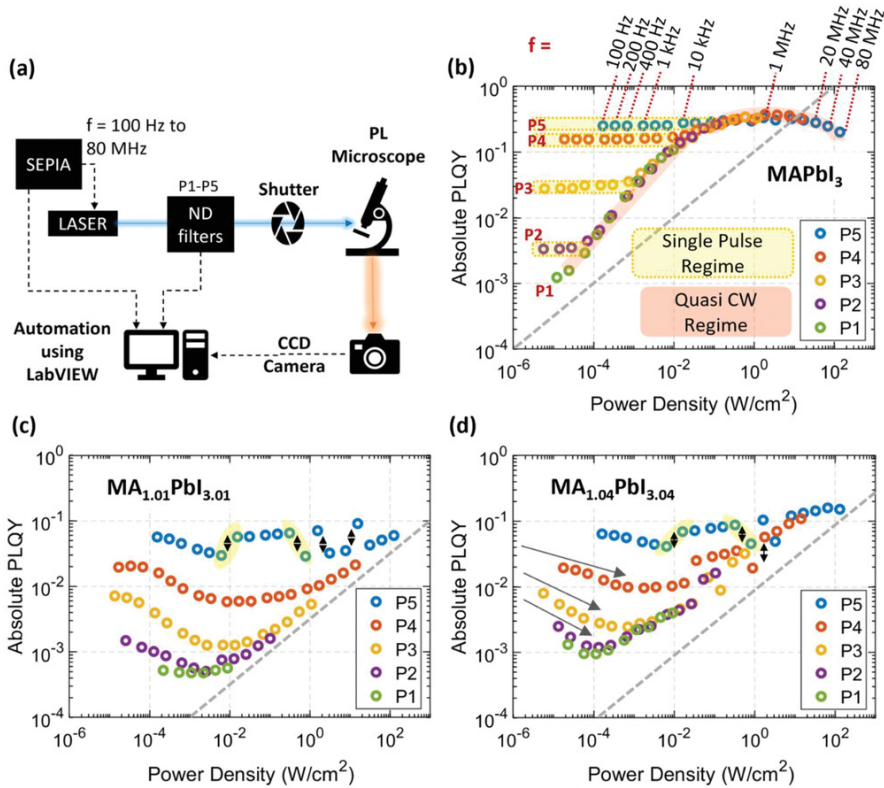 (a)
f = 100 Hz to
80 MHz
SEPIA
LASER
P1-P5
ND
filters
Shutter
PL
Microscope
Automation
using
LabVIEW
CCD
Camera
(b)
f =
100 Hz
200 Hz
400 Hz
1 kHz
10 kHz
1 MHz
20 MHz
40 MHz
80 MHz
10^0
10^-1
10^-2
10^-3
10^-4
Absolute PLQY
P5
P4
P3
P2
P1
MAPbI3
Single Pulse
Regime
Quasi CW
Regime
P5
P4
P3
P2
P1
10^-6
10^-4
10^-2
10^0
10^2
Power Density (W/cm^2)
(c)
10^0
10^-1
10^-2
10^-3
10^-4
Absolute PLQY
MA1.01PbI3.01
P5
P4
P3
P2
P1
10^-6
10^-4
10^-2
10^0
10^2
Power Density (W/cm^2)
(d)
10^0
10^-1
10^-2
10^-3
10^-4
Absolute PLQY
MA1.04PbI3.04
P5
P4
P3
P2
P1
10^-6
10^-4
10^-2
10^0
10^2
Power Density (W/cm^2)